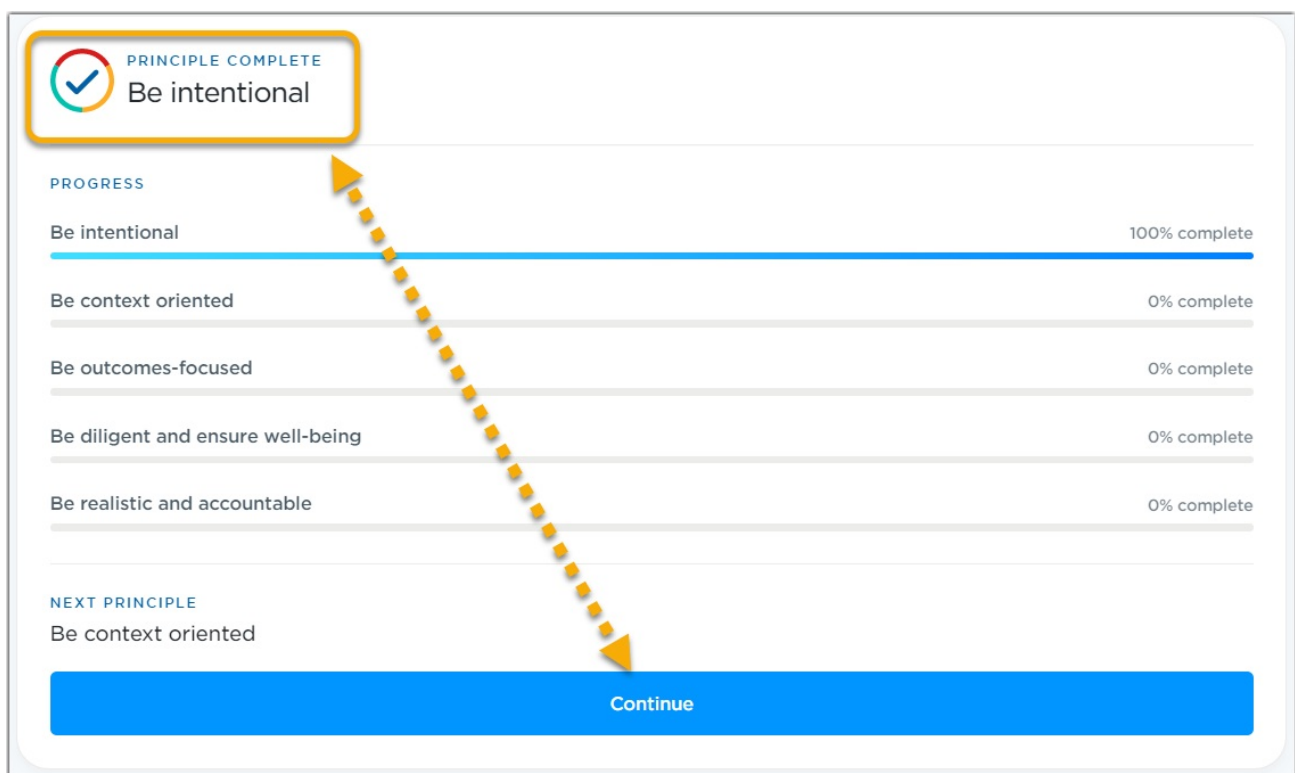 PRINCIPLE COMPLETE
Be intentional
PROGRESS
Be intentional 100% complete
Be context oriented 0% complete
Be outcomes-focused 0% complete
Be diligent and ensure well-being 0% complete
Be realistic and accountable 0% complete
NEXT PRINCIPLE
Be context oriented
Continue